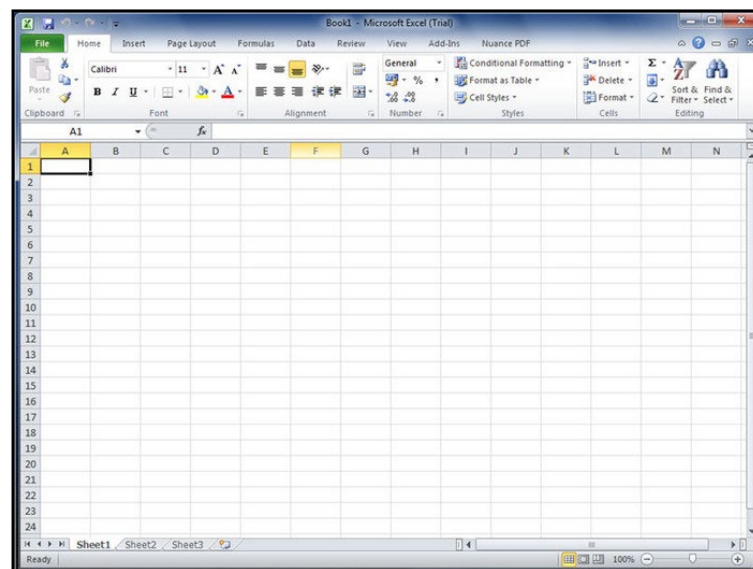 Book1 - Microsoft Excel (Trial)
File Home Insert Page Layout Formulas Data Review View Add-Ins Nuance PDF
Calibri 11 A A General Conditional Formatting Insert Σ
Paste B I U A $ % , Format as Table Delete Sort & Find &
Cell Styles Format Filter Select
Clipboard Font Alignment Number Styles Cells Editing
A1 fx
A B C D E F G H I J K L M N
1
2
3
4
5
6
7
8
9
10
11
12
13
14
15
16
17
18
19
20
21
22
23
24
Sheet1 Sheet2 Sheet3
Ready 100%